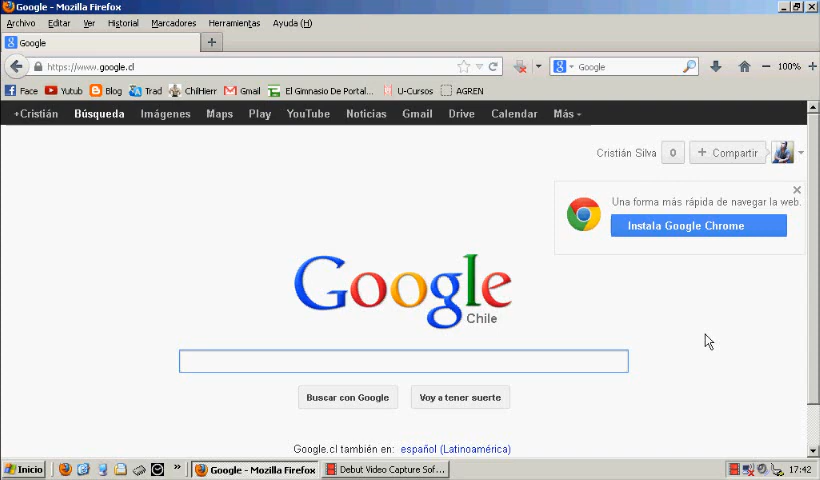 Google - Mozilla Firefox
Archivo Editar Ver Historial Marcadores Herramientas Ayuda (H)
Google
https://www.google.cl
Google
100%
Face Yutub Blog Trad ChilHierr Gmail El Gimnasio De Portal... U-Cursos AGREN
+Cristián Búsqueda Imágenes Maps Play YouTube Noticias Gmail Drive Calendar Más
Cristián Silva 0 + Compartir
Una forma más rápida de navegar la web.
Instala Google Chrome
Google
Chile
Buscar con Google Voy a tener suerte
Google.cl también en: español (Latinoamérica)
Inicio Google - Mozilla Firefox Debut Video Capture Sof... 17:42